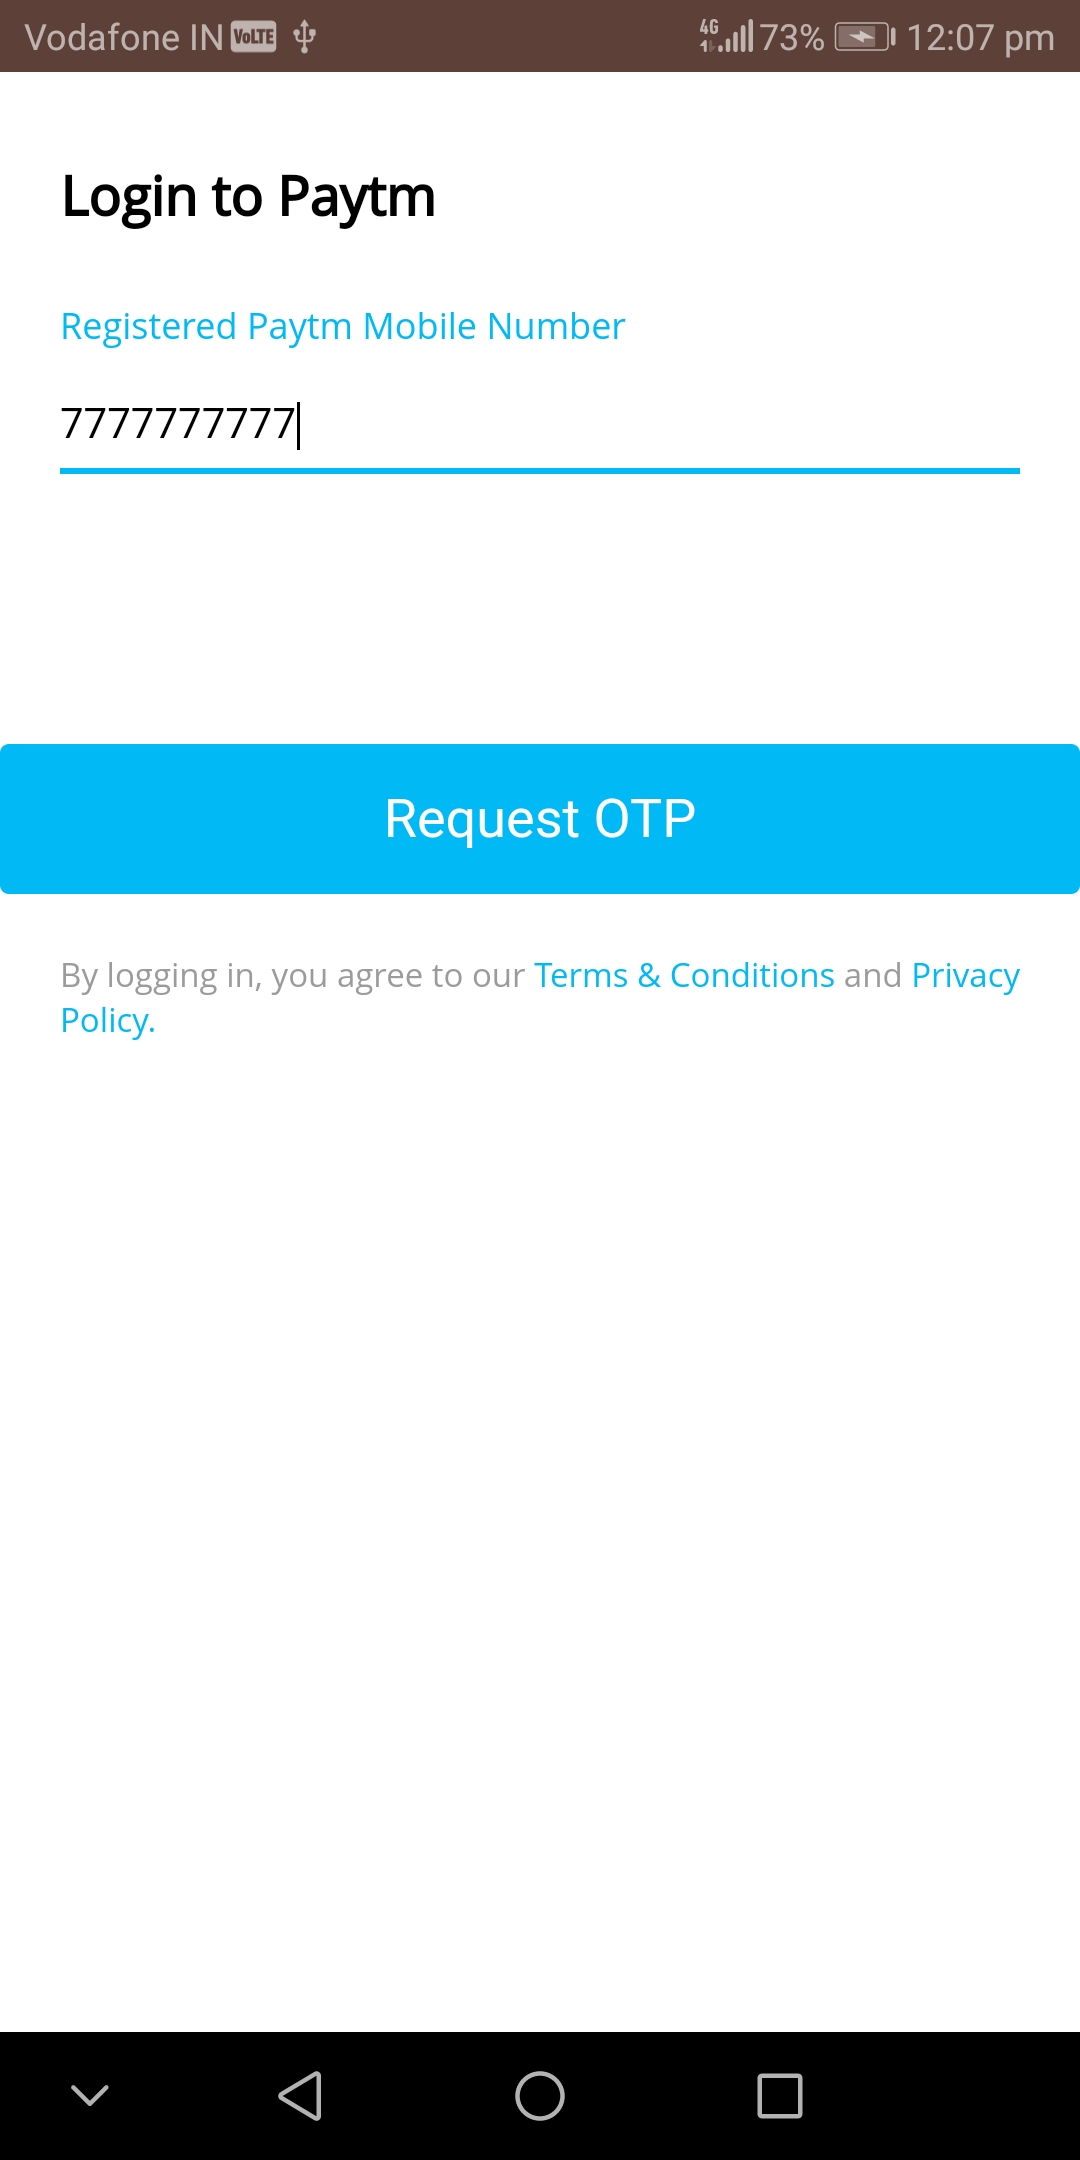 Vodafone IN VoLTE 4G 73% 12:07 pm
Login to Paytm
Registered Paytm Mobile Number
7777777777
Request OTP
By logging in, you agree to our Terms & Conditions and Privacy
Policy.